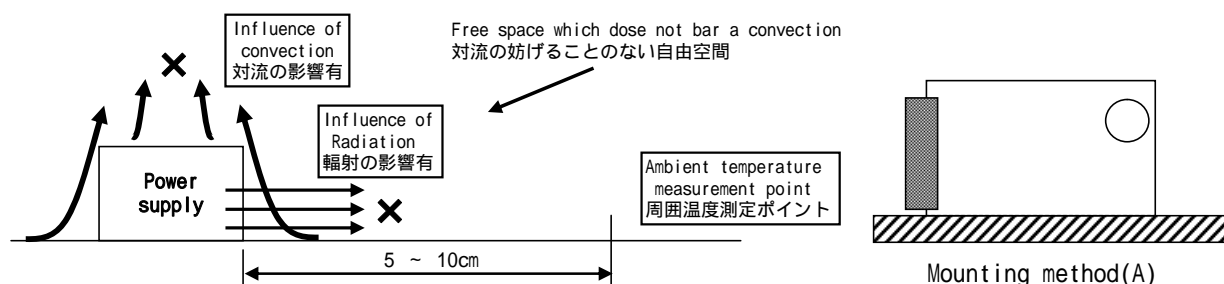 Influence of
convection
対流の影響有
Free space which dose not bar a convection
対流の妨げることのない自由空間
Influence of
Radiation
輻射の影響有
Power
supply
Ambient temperature
measurement point
周囲温度測定ポイント
5 ~ 10cm
Mounting method(A)